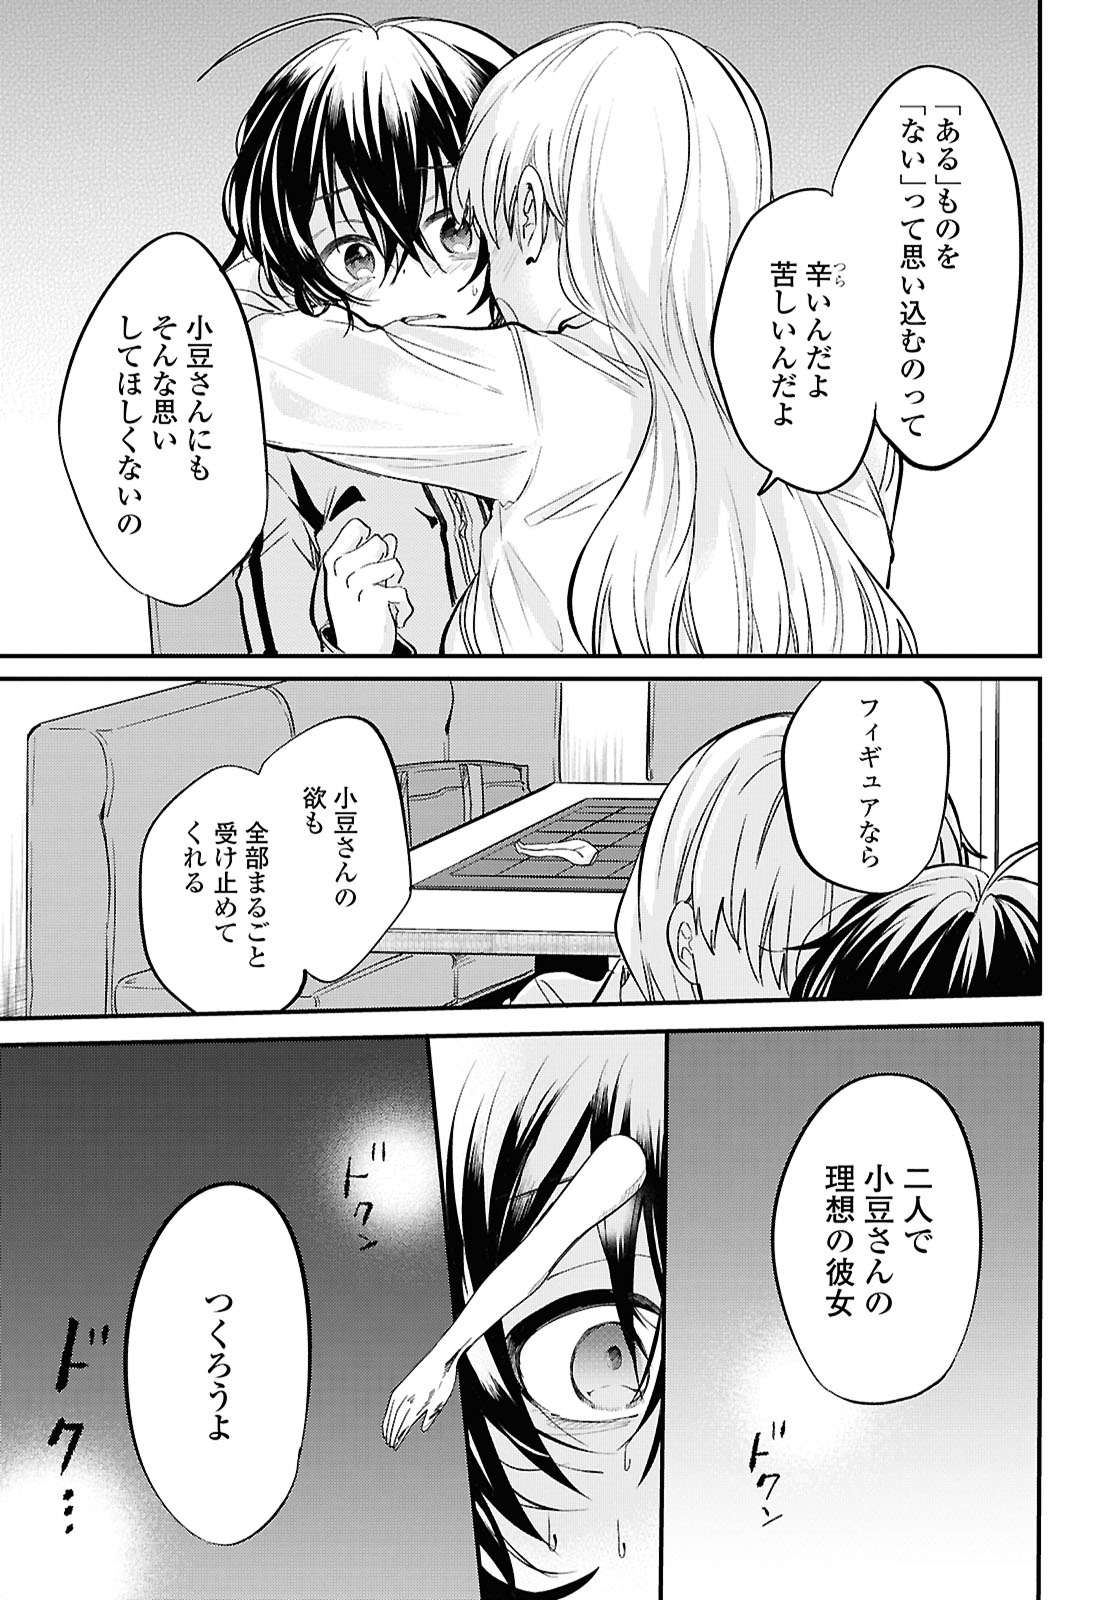 「ある」ものを
「ない」って思い込むのって
辛いんだよ
つら
苦しいんだよ
小豆さんにも
そんな思い
してほしくないの
フィギュアなら
小豆さんの
欲も
全部まるごと
受け止めて
くれる
二人で
小豆さんの
理想の彼女
ドクン
ドクン
つくろうよ
ドク…